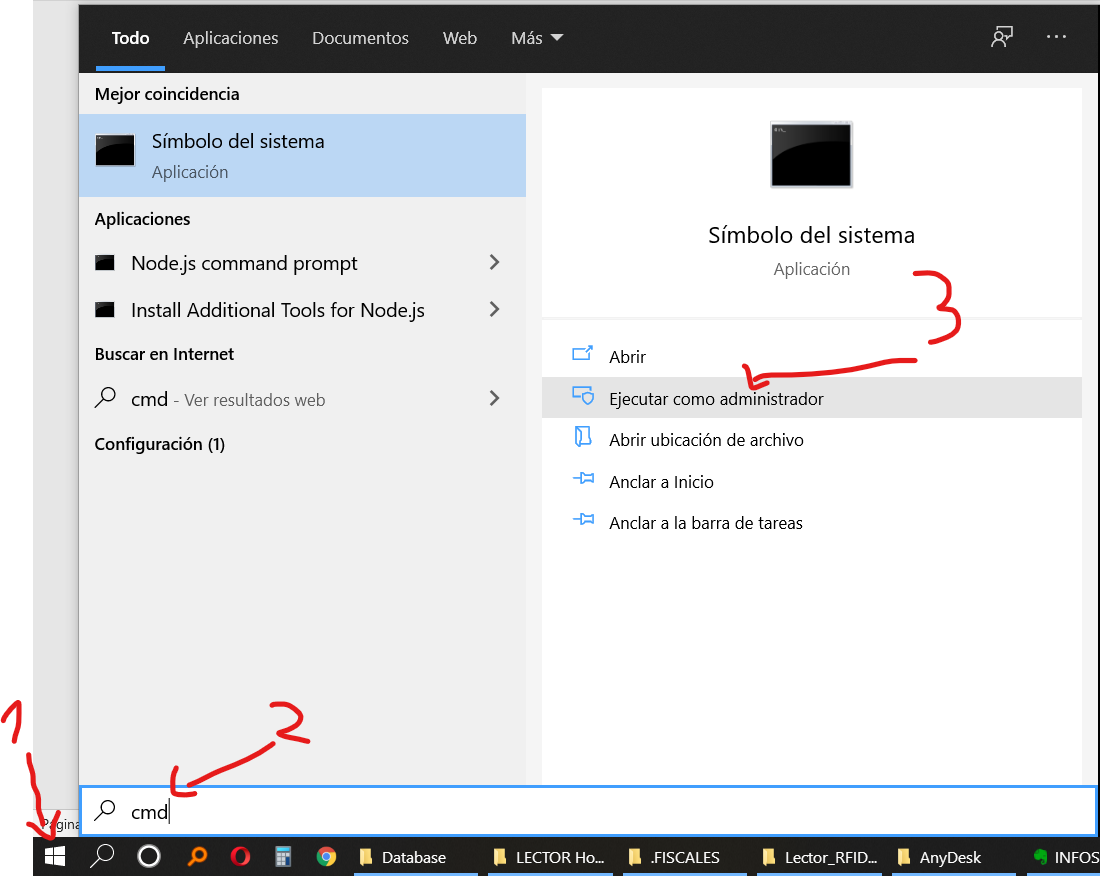 Todo Aplicaciones Documentos Web Más
Mejor coincidencia
Símbolo del sistema
Aplicación
Aplicaciones
Node.js command prompt
Install Additional Tools for Node.js
Buscar en Internet
cmd - Ver resultados web
Configuración (1)
Símbolo del sistema
Aplicación
3
Abrir
Ejecutar como administrador
Abrir ubicación de archivo
Anclar a Inicio
Anclar a la barra de tareas
1
2
cmd
Página
Database LECTOR Ho... .FISCALES Lector_RFID... AnyDesk INFOS